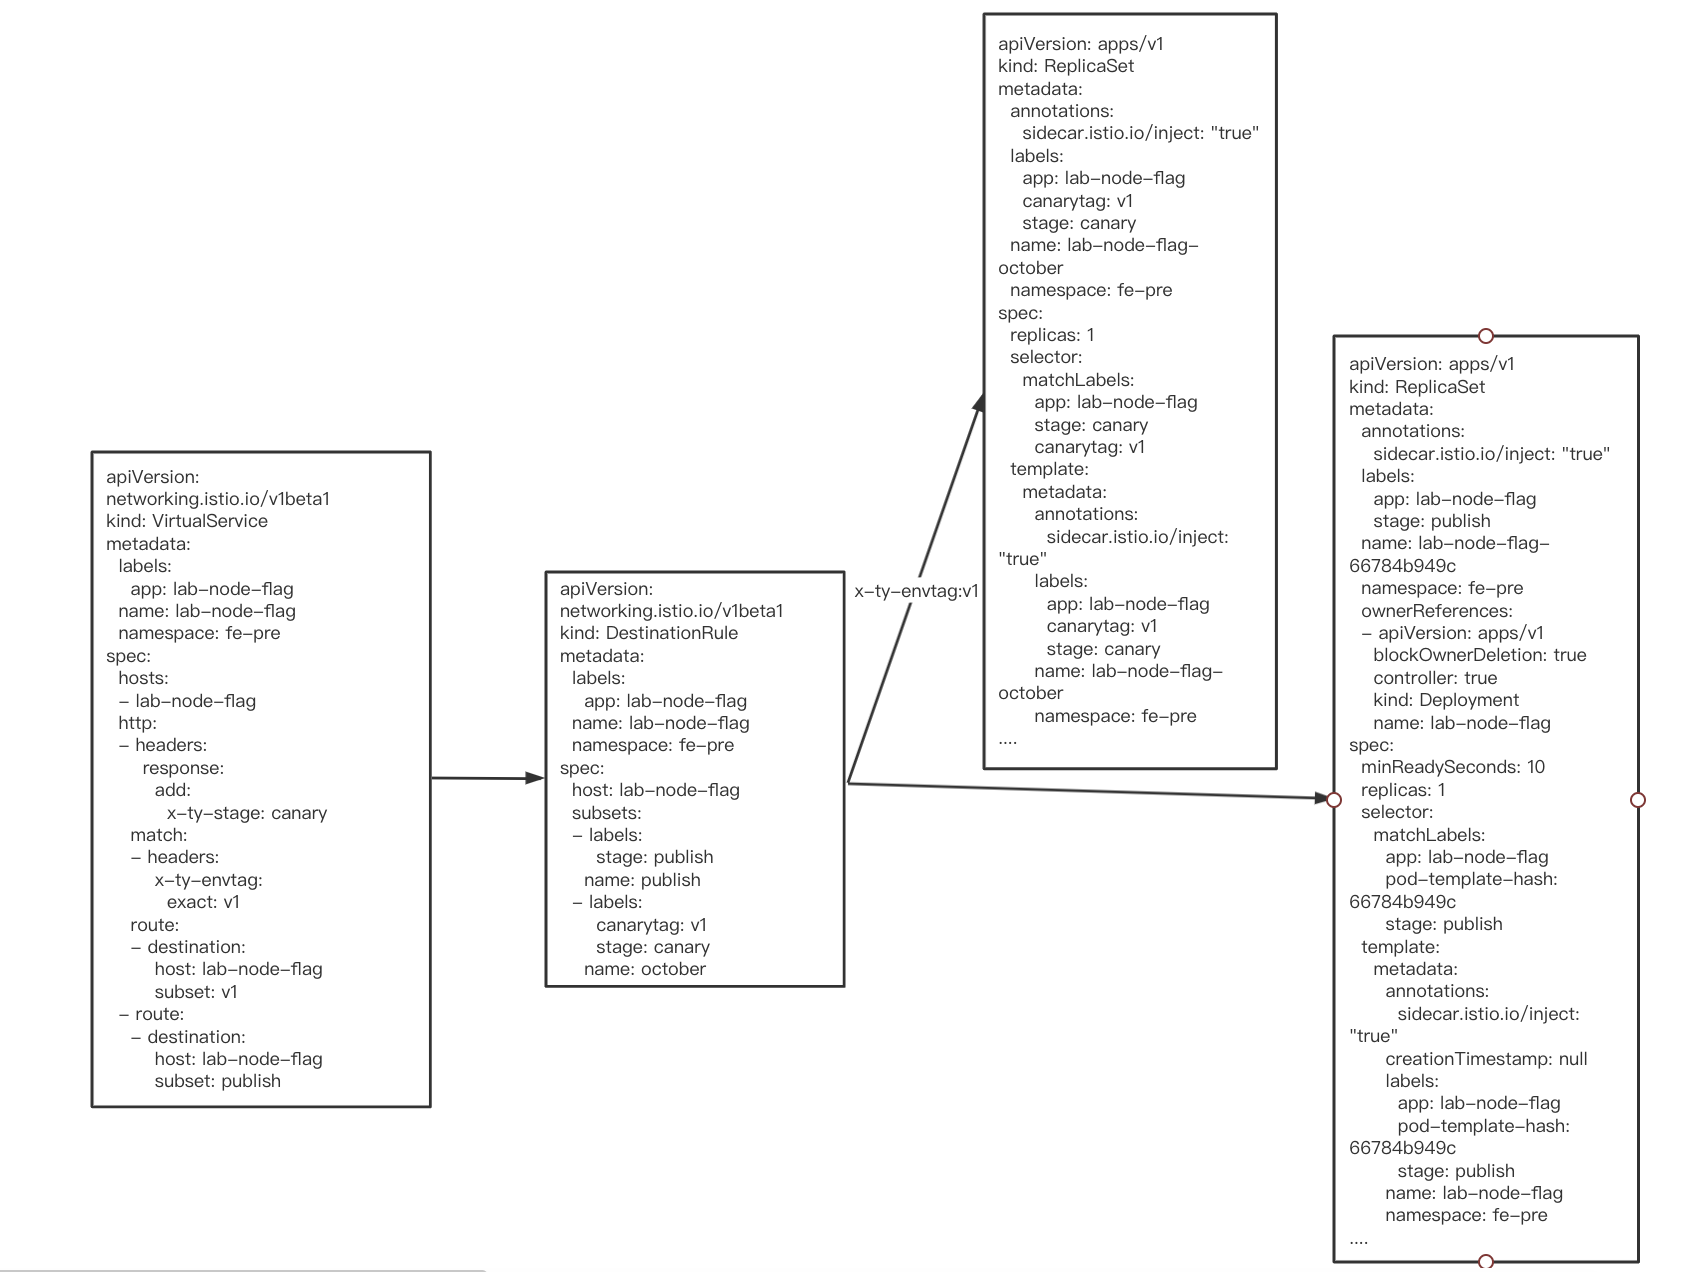 apiVersion:
networking.istio.io/v1beta1
kind: VirtualService
metadata:
  labels:
    app: lab-node-flag
  name: lab-node-flag
  namespace: fe-pre
spec:
  hosts:
  - lab-node-flag
  http:
  - headers:
      response:
        add:
          x-ty-stage: canary
    match:
    - headers:
        x-ty-envtag:
          exact: v1
    route:
    - destination:
        host: lab-node-flag
        subset: v1
  - route:
    - destination:
        host: lab-node-flag
        subset: publish
apiVersion:
networking.istio.io/v1beta1
kind: DestinationRule
metadata:
  labels:
    app: lab-node-flag
  name: lab-node-flag
  namespace: fe-pre
spec:
  host: lab-node-flag
  subsets:
  - labels:
      stage: publish
    name: publish
  - labels:
      canarytag: v1
      stage: canary
    name: october
x-ty-envtag:v1
apiVersion: apps/v1
kind: ReplicaSet
metadata:
  annotations:
    sidecar.istio.io/inject: "true"
  labels:
    app: lab-node-flag
    canarytag: v1
    stage: canary
  name: lab-node-flag-
october
  namespace: fe-pre
spec:
  replicas: 1
  selector:
    matchLabels:
      app: lab-node-flag
      stage: canary
      canarytag: v1
  template:
    metadata:
      annotations:
        sidecar.istio.io/inject:
"true"
      labels:
        app: lab-node-flag
        canarytag: v1
        stage: canary
      name: lab-node-flag-
october
      namespace: fe-pre
....
apiVersion: apps/v1
kind: ReplicaSet
metadata:
  annotations:
    sidecar.istio.io/inject: "true"
  labels:
    app: lab-node-flag
    stage: publish
  name: lab-node-flag-
66784b949c
  namespace: fe-pre
  ownerReferences:
  - apiVersion: apps/v1
    blockOwnerDeletion: true
    controller: true
    kind: Deployment
    name: lab-node-flag
spec:
  minReadySeconds: 10
  replicas: 1
  selector:
    matchLabels:
      app: lab-node-flag
      pod-template-hash:
66784b949c
      stage: publish
  template:
    metadata:
      annotations:
        sidecar.istio.io/inject:
"true"
      creationTimestamp: null
      labels:
        app: lab-node-flag
        pod-template-hash:
66784b949c
        stage: publish
      name: lab-node-flag
      namespace: fe-pre
....